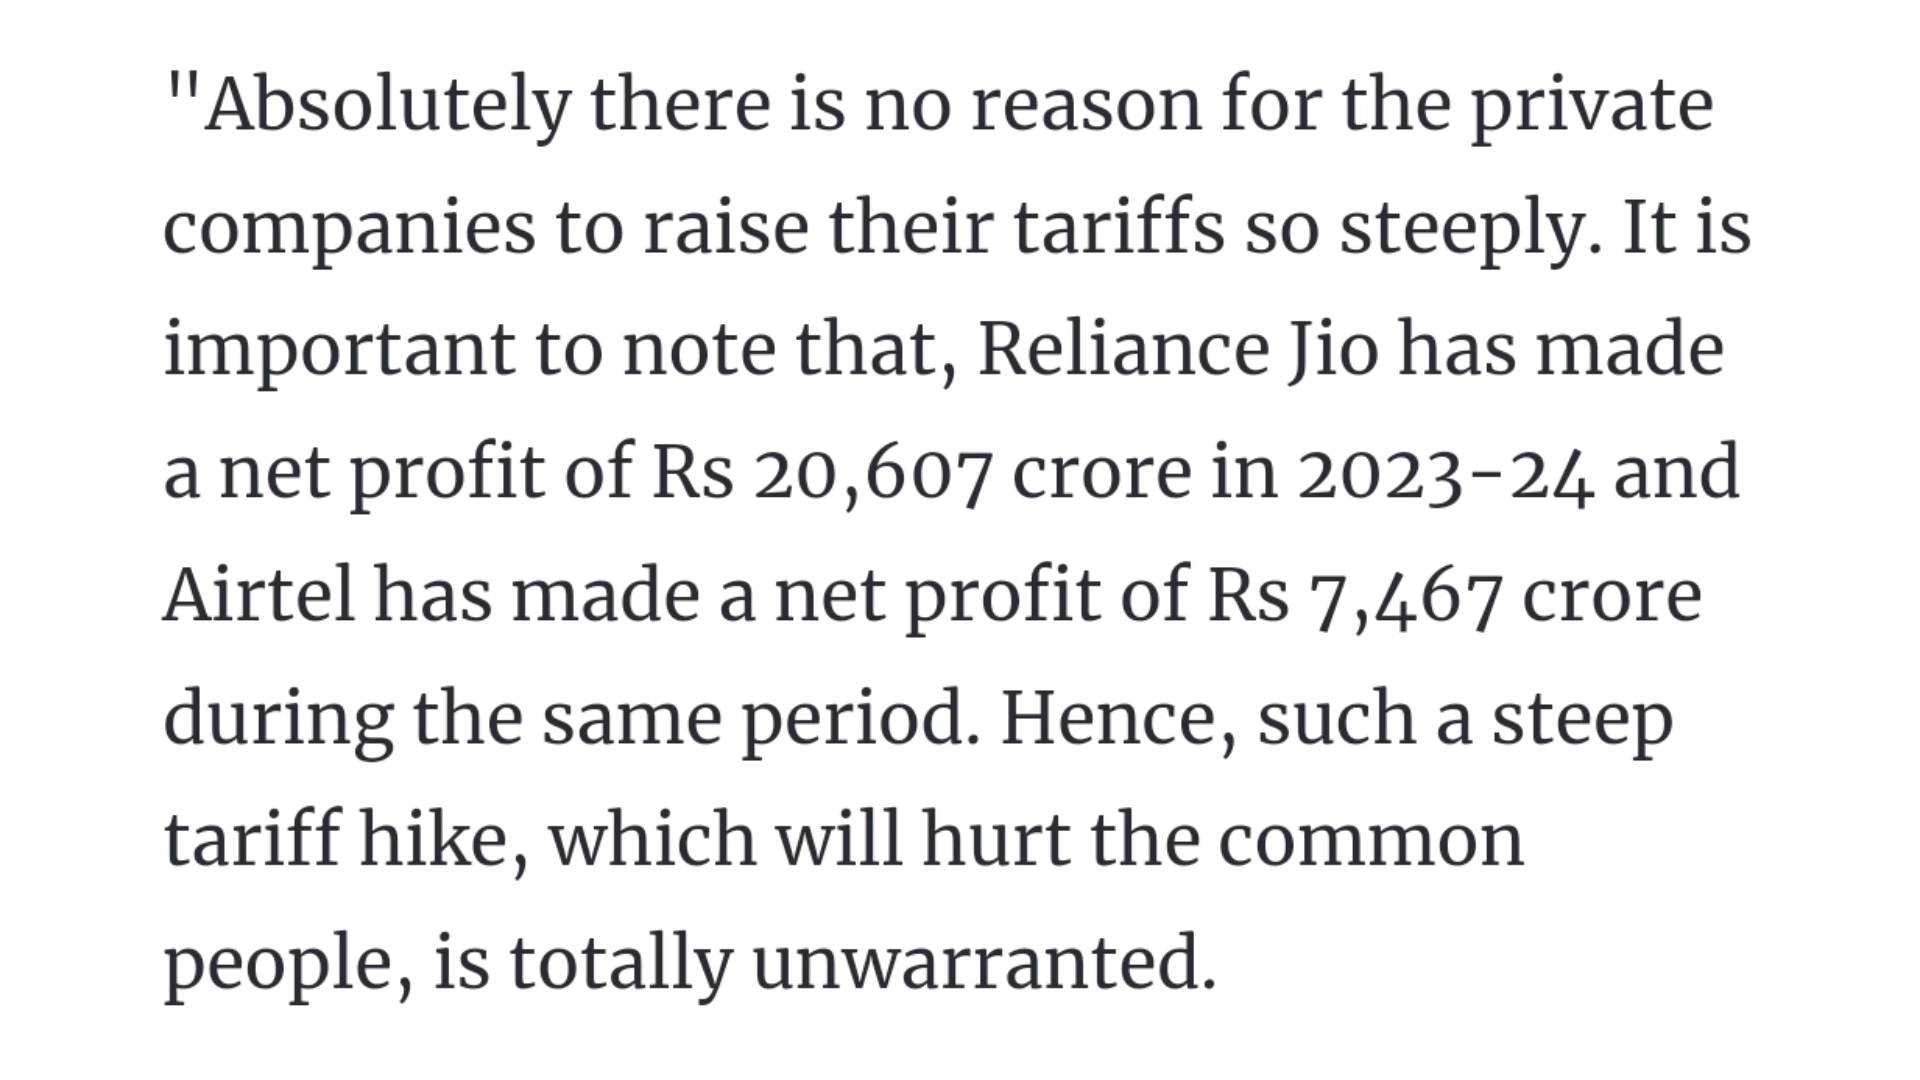 "Absolutely there is no reason for the private
companies to raise their tariffs so steeply. It is
important to note that, Reliance Jio has made
a net profit of Rs 20,607 crore in 2023-24 and
Airtel has made a net profit of Rs 7,467 crore
during the same period. Hence, such a steep
tariff hike, which will hurt the common
people, is totally unwarranted.